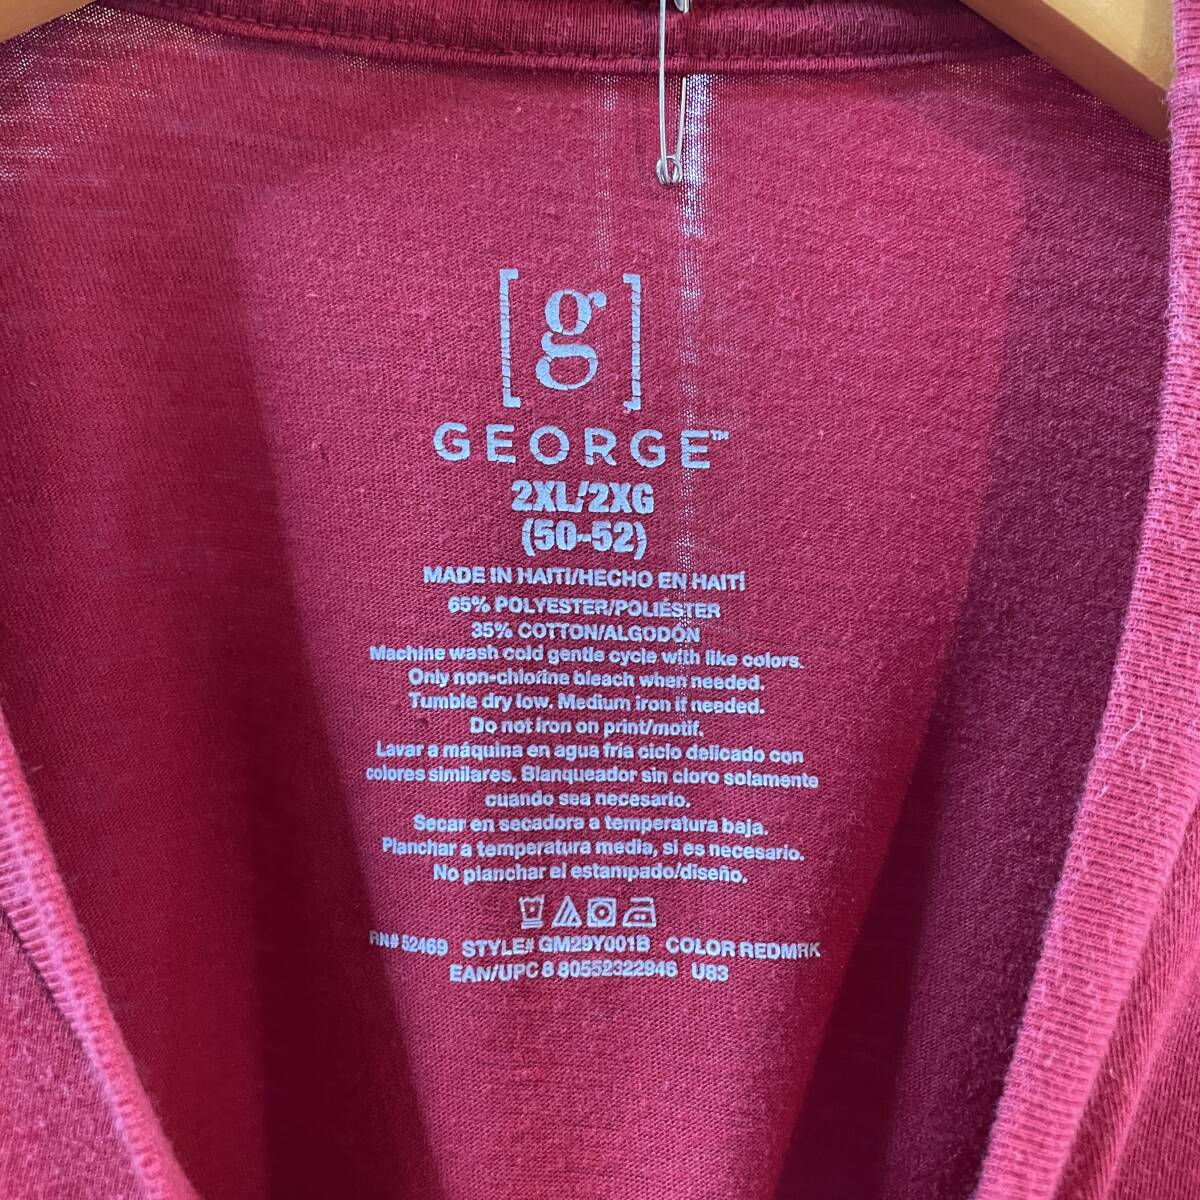 [g]
GEORGE™
2XL/2XG
(50-52)
MADE IN HAITI/HECHO EN HAITÍ
65% POLYESTER/POLIÉSTER
35% COTTON/ALGODÓN
Machine wash cold gentle cycle with like colors.
Only non-chlorine bleach when needed.
Tumble dry low. Medium iron if needed.
Do not iron on print/motif.
Lavar a máquina en agua fría ciclo delicado con
colores similares. Blanqueador sin cloro solamente
cuando sea necesario.
Secar en secadora a temperatura baja.
Planchar a temperatura media, si es necesario.
No planchar el estampado/diseño.
RN# 52469 STYLE# GM29Y001B COLOR REDMRK
EAN/UPC 8 80552322946 U83